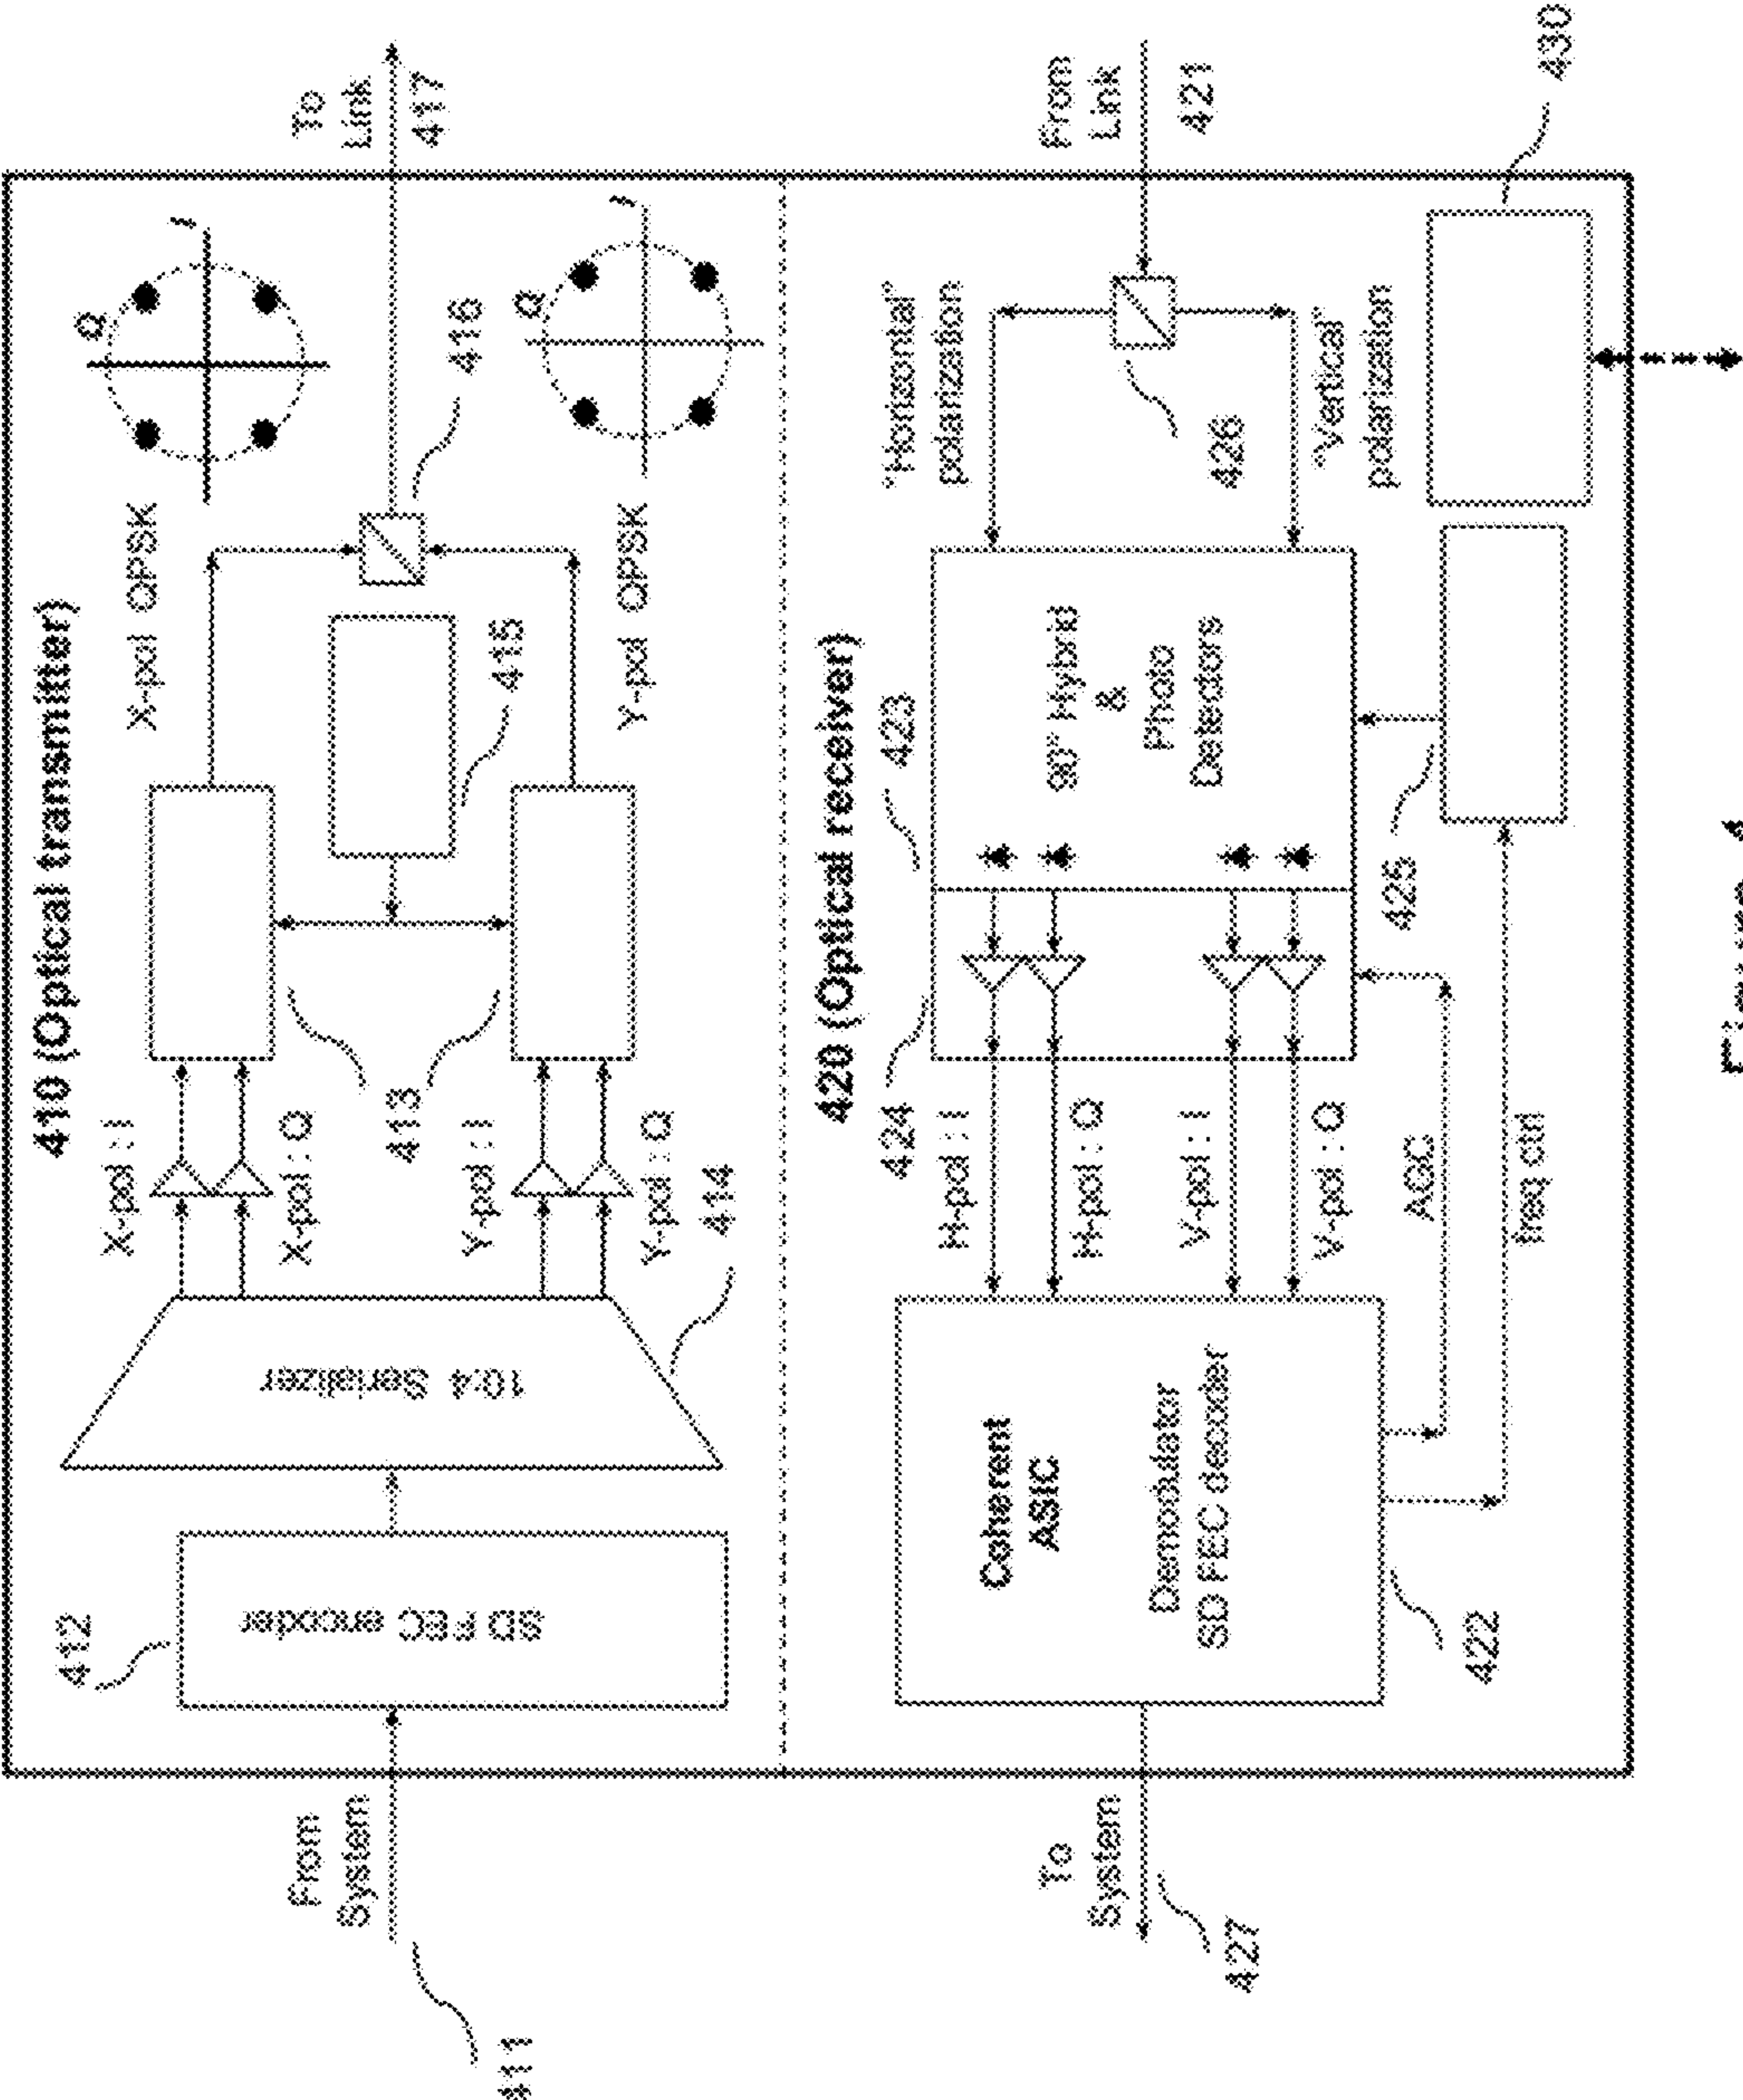 410 (Optical transmitter)
412
From
System
411
SD FEC encoder
10:4 Serializer
414
X-pol : I
X-pol : Q
Y-pol : I
Y-pol : Q
413
415
X-pol QPSK
Y-pol QPSK
Q
I
Q
I
416
To
Link
417
420 (Optical receiver)
To
System
427
Coherent
ASIC
Demodulator
SD FEC decoder
422
H-pol : I
H-pol : Q
V-pol : I
V-pol : Q
AGC
freq ctrl
424
423
90° Hybrid
&
Photo
Detectors
425
"Horizontal"
polarization
"Vertical"
polarization
426
From
Link
421
430
Figure 4